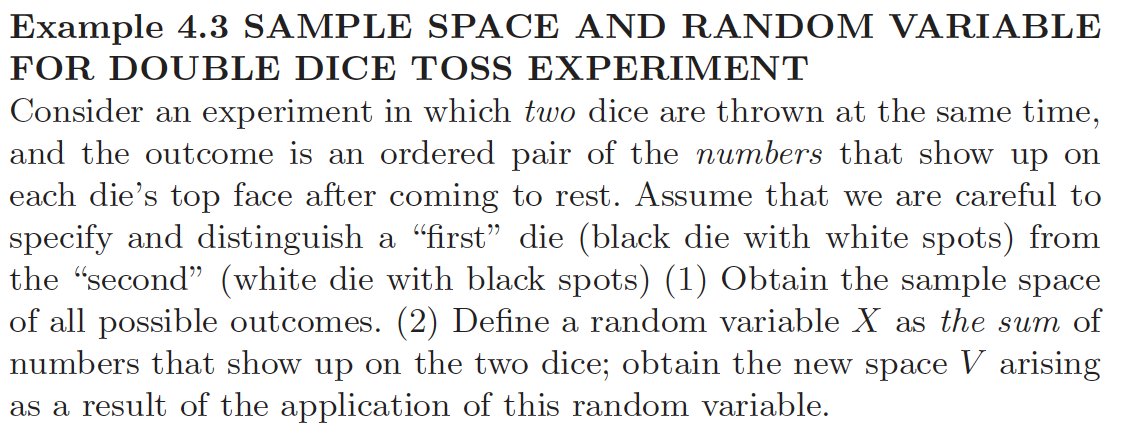 Example 4.3 SAMPLE SPACE AND RANDOM VARIABLE
FOR DOUBLE DICE TOSS EXPERIMENT
Consider an experiment in which two dice are thrown at the same time,
and the outcome is an ordered pair of the numbers that show up on
each die's top face after coming to rest. Assume that we are careful to
specify and distinguish a “first” die (black die with white spots) from
the “second” (white die with black spots) (1) Obtain the sample space
of all possible outcomes. (2) Define a random variable X as the sum of
numbers that show up on the two dice; obtain the new space V arising
as a result of the application of this random variable.